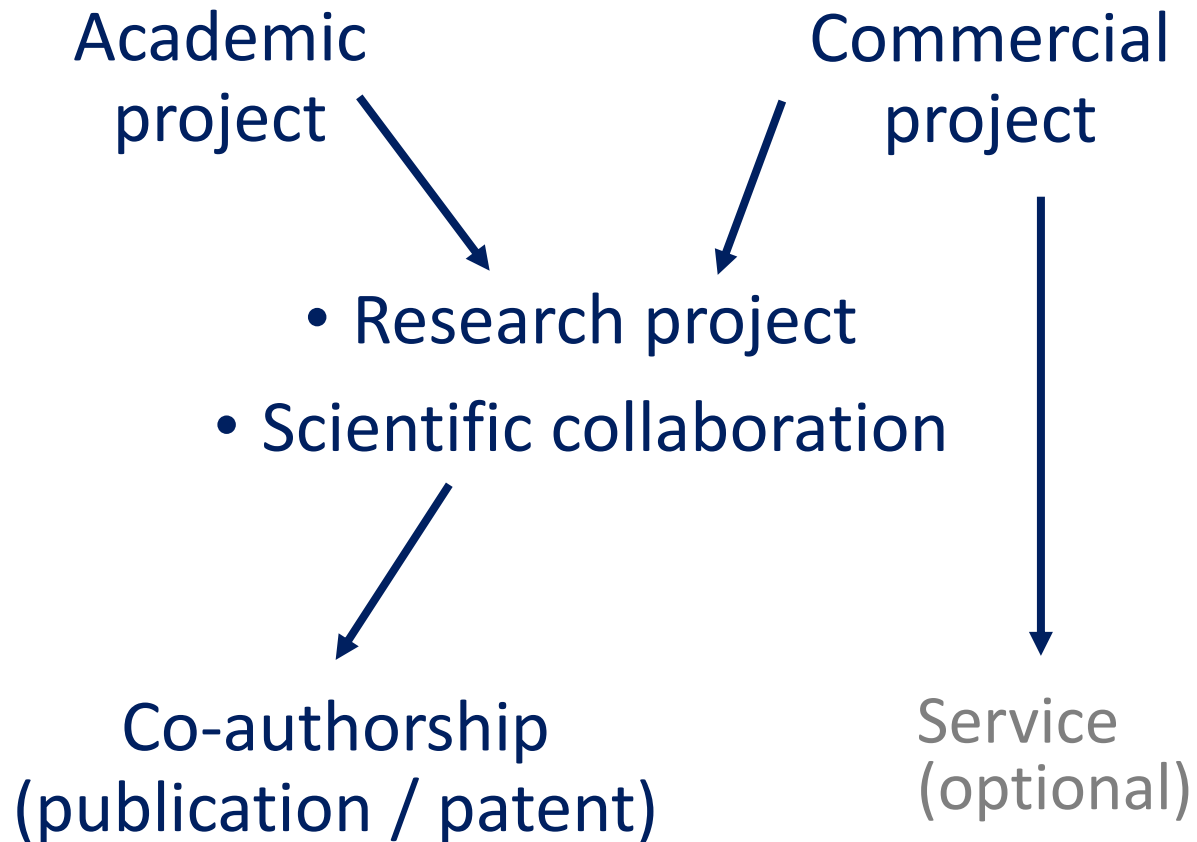 Academic
project
Commercial
project
• Research project
• Scientific collaboration
Co-authorship
(publication / patent)
Service
(optional)